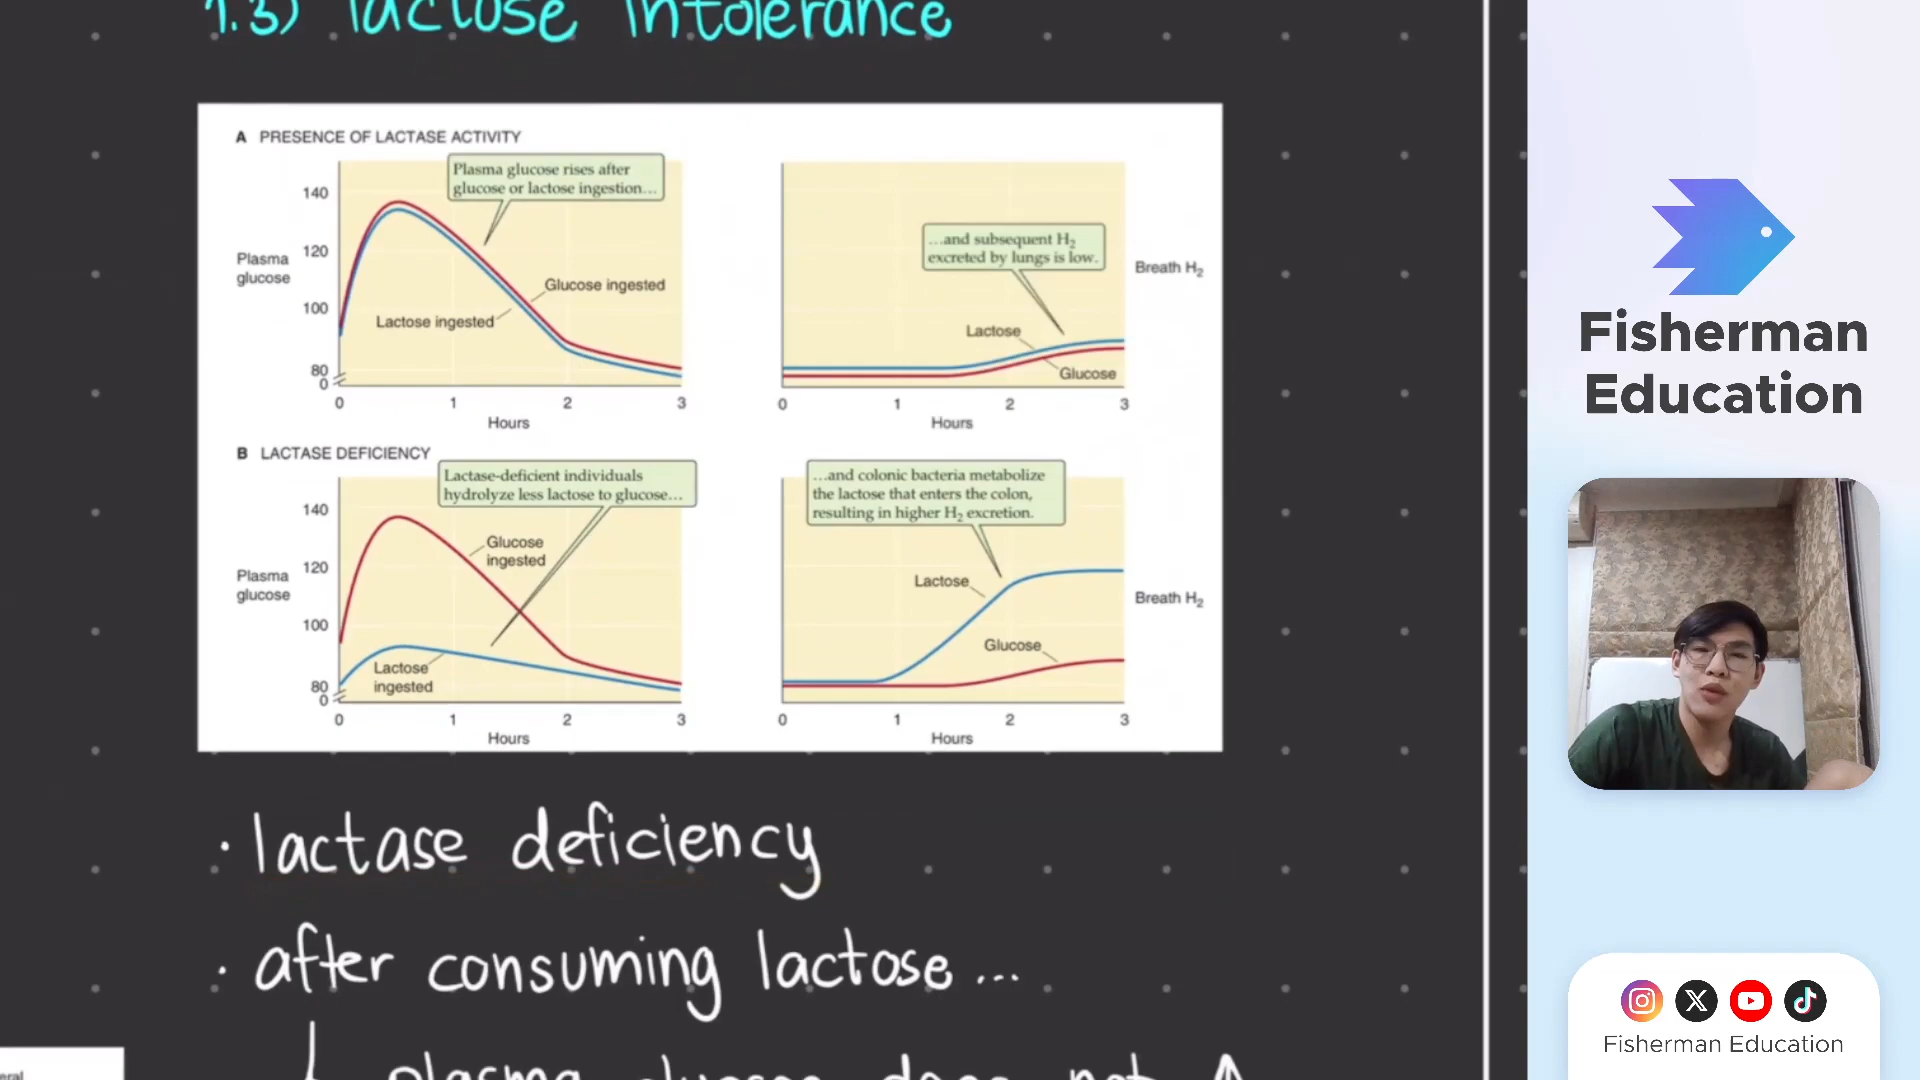 1.3) lactose intolerance
A PRESENCE OF LACTASE ACTIVITY
Plasma glucose rises after
glucose or lactose ingestion...
140
120
100
80
0
Plasma
glucose
Glucose ingested
Lactose ingested
0 1 2 3
Hours
...and subsequent H₂
excreted by lungs is low.
Breath H₂
Lactose
Glucose
0 1 2 3
Hours
B LACTASE DEFICIENCY
Lactase-deficient individuals
hydrolyze less lactose to glucose...
140
120
100
80
0
Plasma
glucose
Glucose
ingested
Lactose
ingested
0 1 2 3
Hours
...and colonic bacteria metabolize
the lactose that enters the colon,
resulting in higher H₂ excretion.
Lactose
Glucose
Breath H₂
0 1 2 3
Hours
· lactase deficiency
· after consuming lactose ...
plasma glucose does not ↑
Fisherman
Education
Fisherman Education